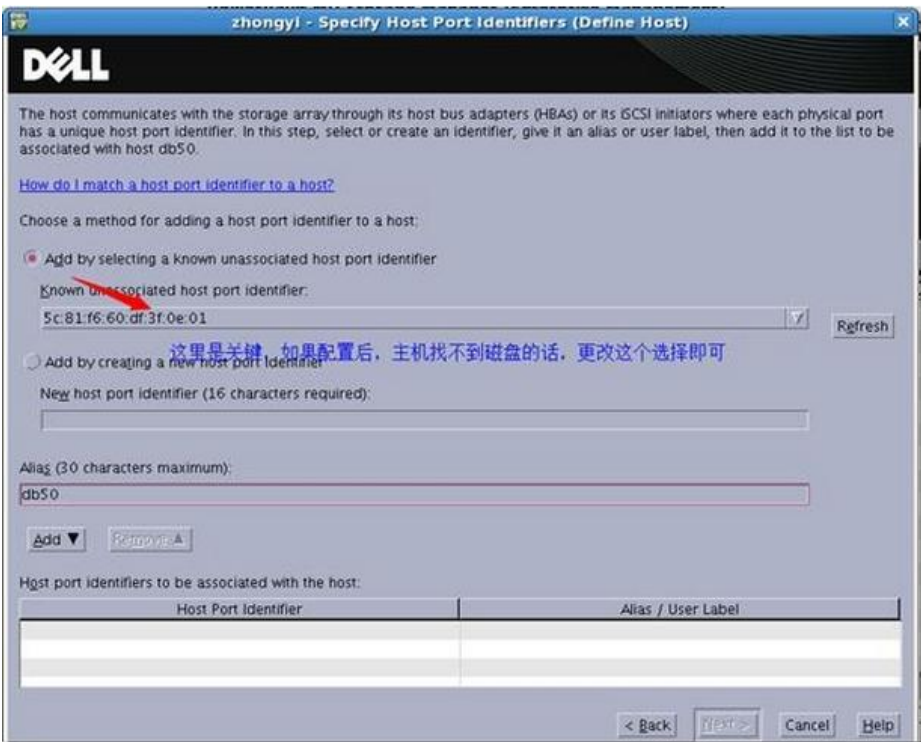 zhongyi - Specify Host Port Identifiers (Define Host)
DELL
The host communicates with the storage array through its host bus adapters (HBAs) or its iSCSI initiators where each physical port
has a unique host port identifier. In this step, select or create an identifier, give it an alias or user label, then add it to the list to be
associated with host db50.
How do I match a host port identifier to a host?
Choose a method for adding a host port identifier to a host:
Add by selecting a known unassociated host port identifier
Known unassociated host port identifier:
5c:81:f6:60:df:3f:0e:01
Refresh
这里是关键，如果配置后，主机找不到磁盘的话，更改这个选择即可
Add by creating a new host port identifier
New host port identifier (16 characters required):
Alias (30 characters maximum):
db50
Add Remove
Host port identifiers to be associated with the host:
Host Port Identifier Alias / User Label
< Back Next > Cancel Help